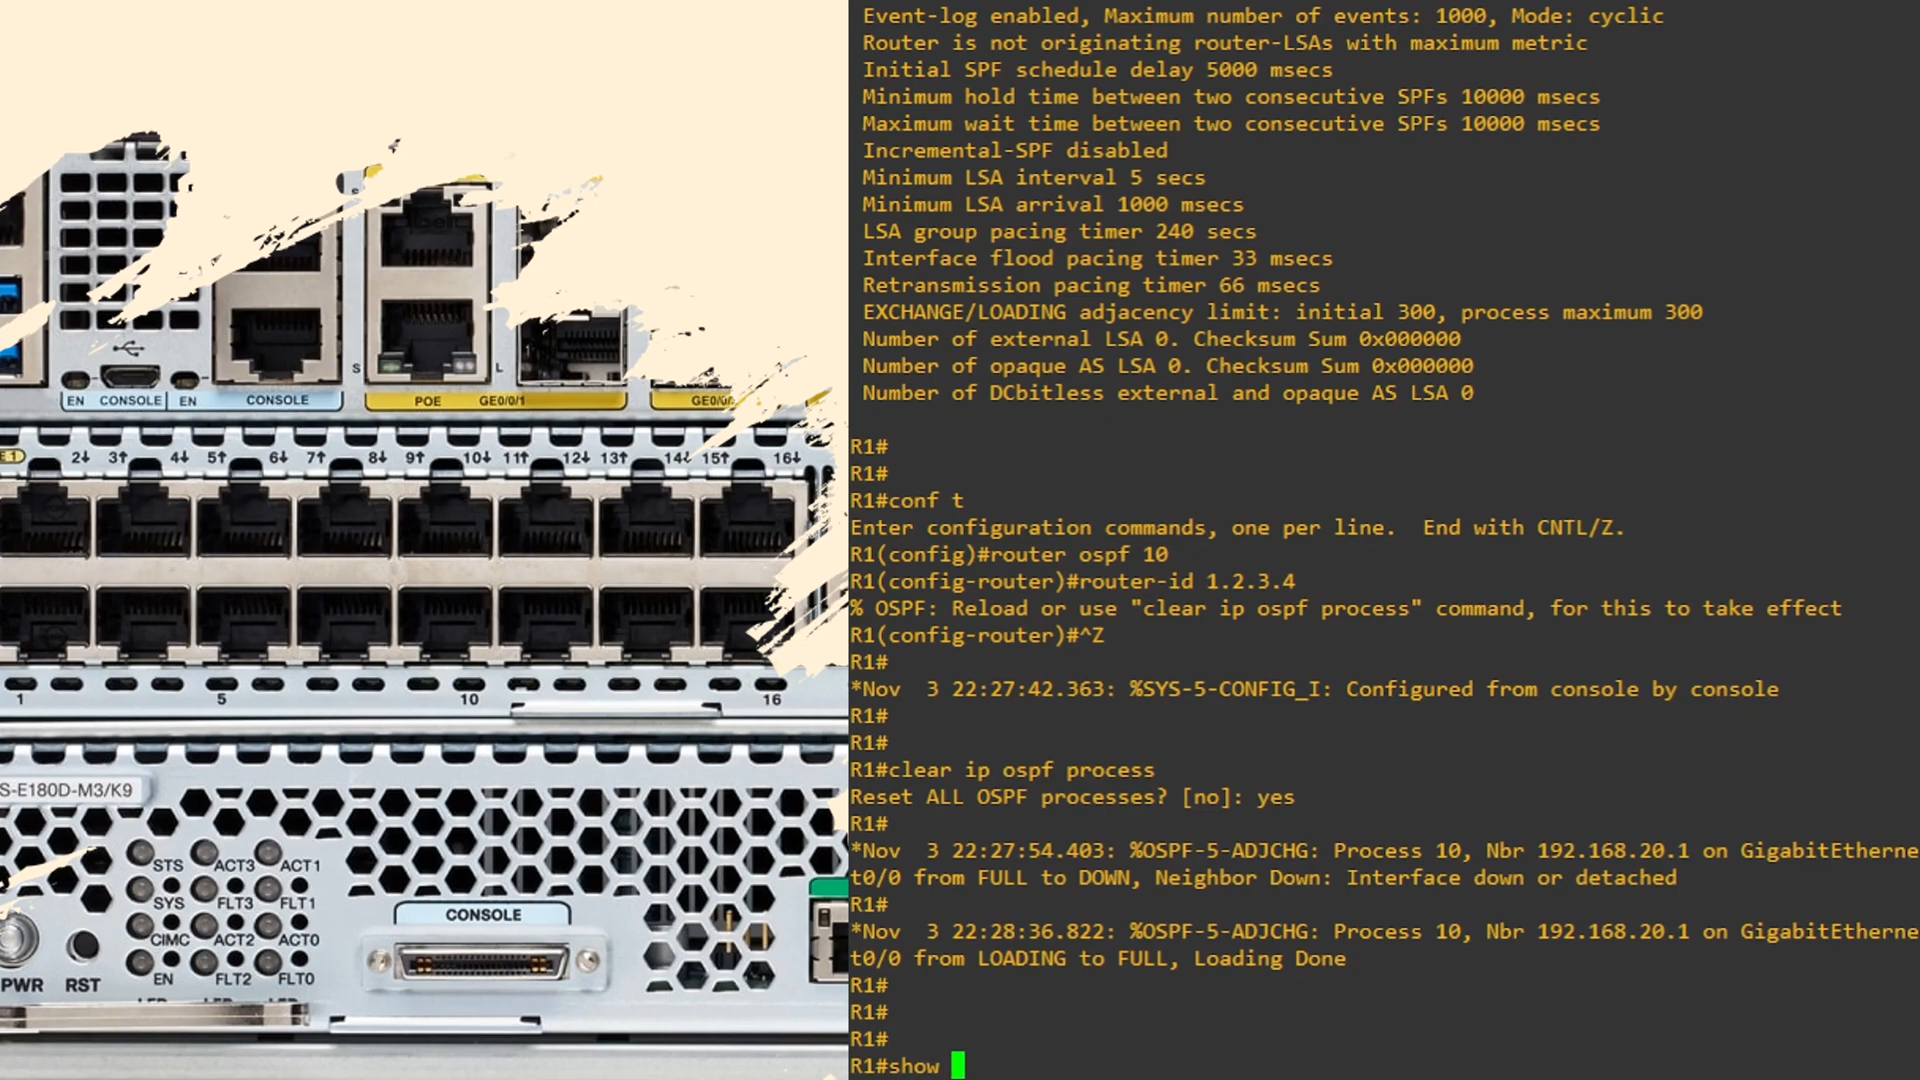 EN CONSOLE EN CONSOLE S L POE GE0/0/1 GE0/0/
2↓ 3↑ 4↓ 5↑ 6↓ 7↑ 8↓ 9↑ 10↓ 11↑ 12↓ 13↑ 14↓ 15↑ 16↓
1 5 10 16
S-E180D-M3/K9
STS ACT3 ACT1
SYS FLT3 FLT1
CIMC ACT2 ACT0
EN FLT2 FLT0
PWR RST
CONSOLE
Event-log enabled, Maximum number of events: 1000, Mode: cyclic
Router is not originating router-LSAs with maximum metric
Initial SPF schedule delay 5000 msecs
Minimum hold time between two consecutive SPFs 10000 msecs
Maximum wait time between two consecutive SPFs 10000 msecs
Incremental-SPF disabled
Minimum LSA interval 5 secs
Minimum LSA arrival 1000 msecs
LSA group pacing timer 240 secs
Interface flood pacing timer 33 msecs
Retransmission pacing timer 66 msecs
EXCHANGE/LOADING adjacency limit: initial 300, process maximum 300
Number of external LSA 0. Checksum Sum 0x000000
Number of opaque AS LSA 0. Checksum Sum 0x000000
Number of DCbitless external and opaque AS LSA 0
R1#
R1#
R1#conf t
Enter configuration commands, one per line.  End with CNTL/Z.
R1(config)#router ospf 10
R1(config-router)#router-id 1.2.3.4
% OSPF: Reload or use "clear ip ospf process" command, for this to take effect
R1(config-router)#^Z
R1#
*Nov  3 22:27:42.363: %SYS-5-CONFIG_I: Configured from console by console
R1#
R1#
R1#clear ip ospf process
Reset ALL OSPF processes? [no]: yes
R1#
*Nov  3 22:27:54.403: %OSPF-5-ADJCHG: Process 10, Nbr 192.168.20.1 on GigabitEtherne
t0/0 from FULL to DOWN, Neighbor Down: Interface down or detached
R1#
*Nov  3 22:28:36.822: %OSPF-5-ADJCHG: Process 10, Nbr 192.168.20.1 on GigabitEtherne
t0/0 from LOADING to FULL, Loading Done
R1#
R1#
R1#
R1#show